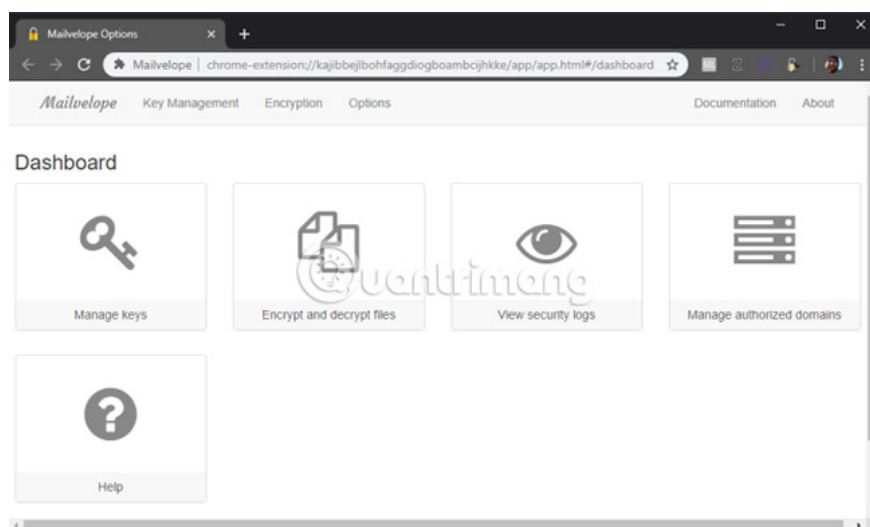 Mailvelope Options
Mailvelope | chrome-extension://kajibbejlbohfaggdiogboambcijhkke/app/app.html#/dashboard
Mailvelope Key Management Encryption Options Documentation About
Dashboard
Quantrimang
Manage keys Encrypt and decrypt files View security logs Manage authorized domains
Help